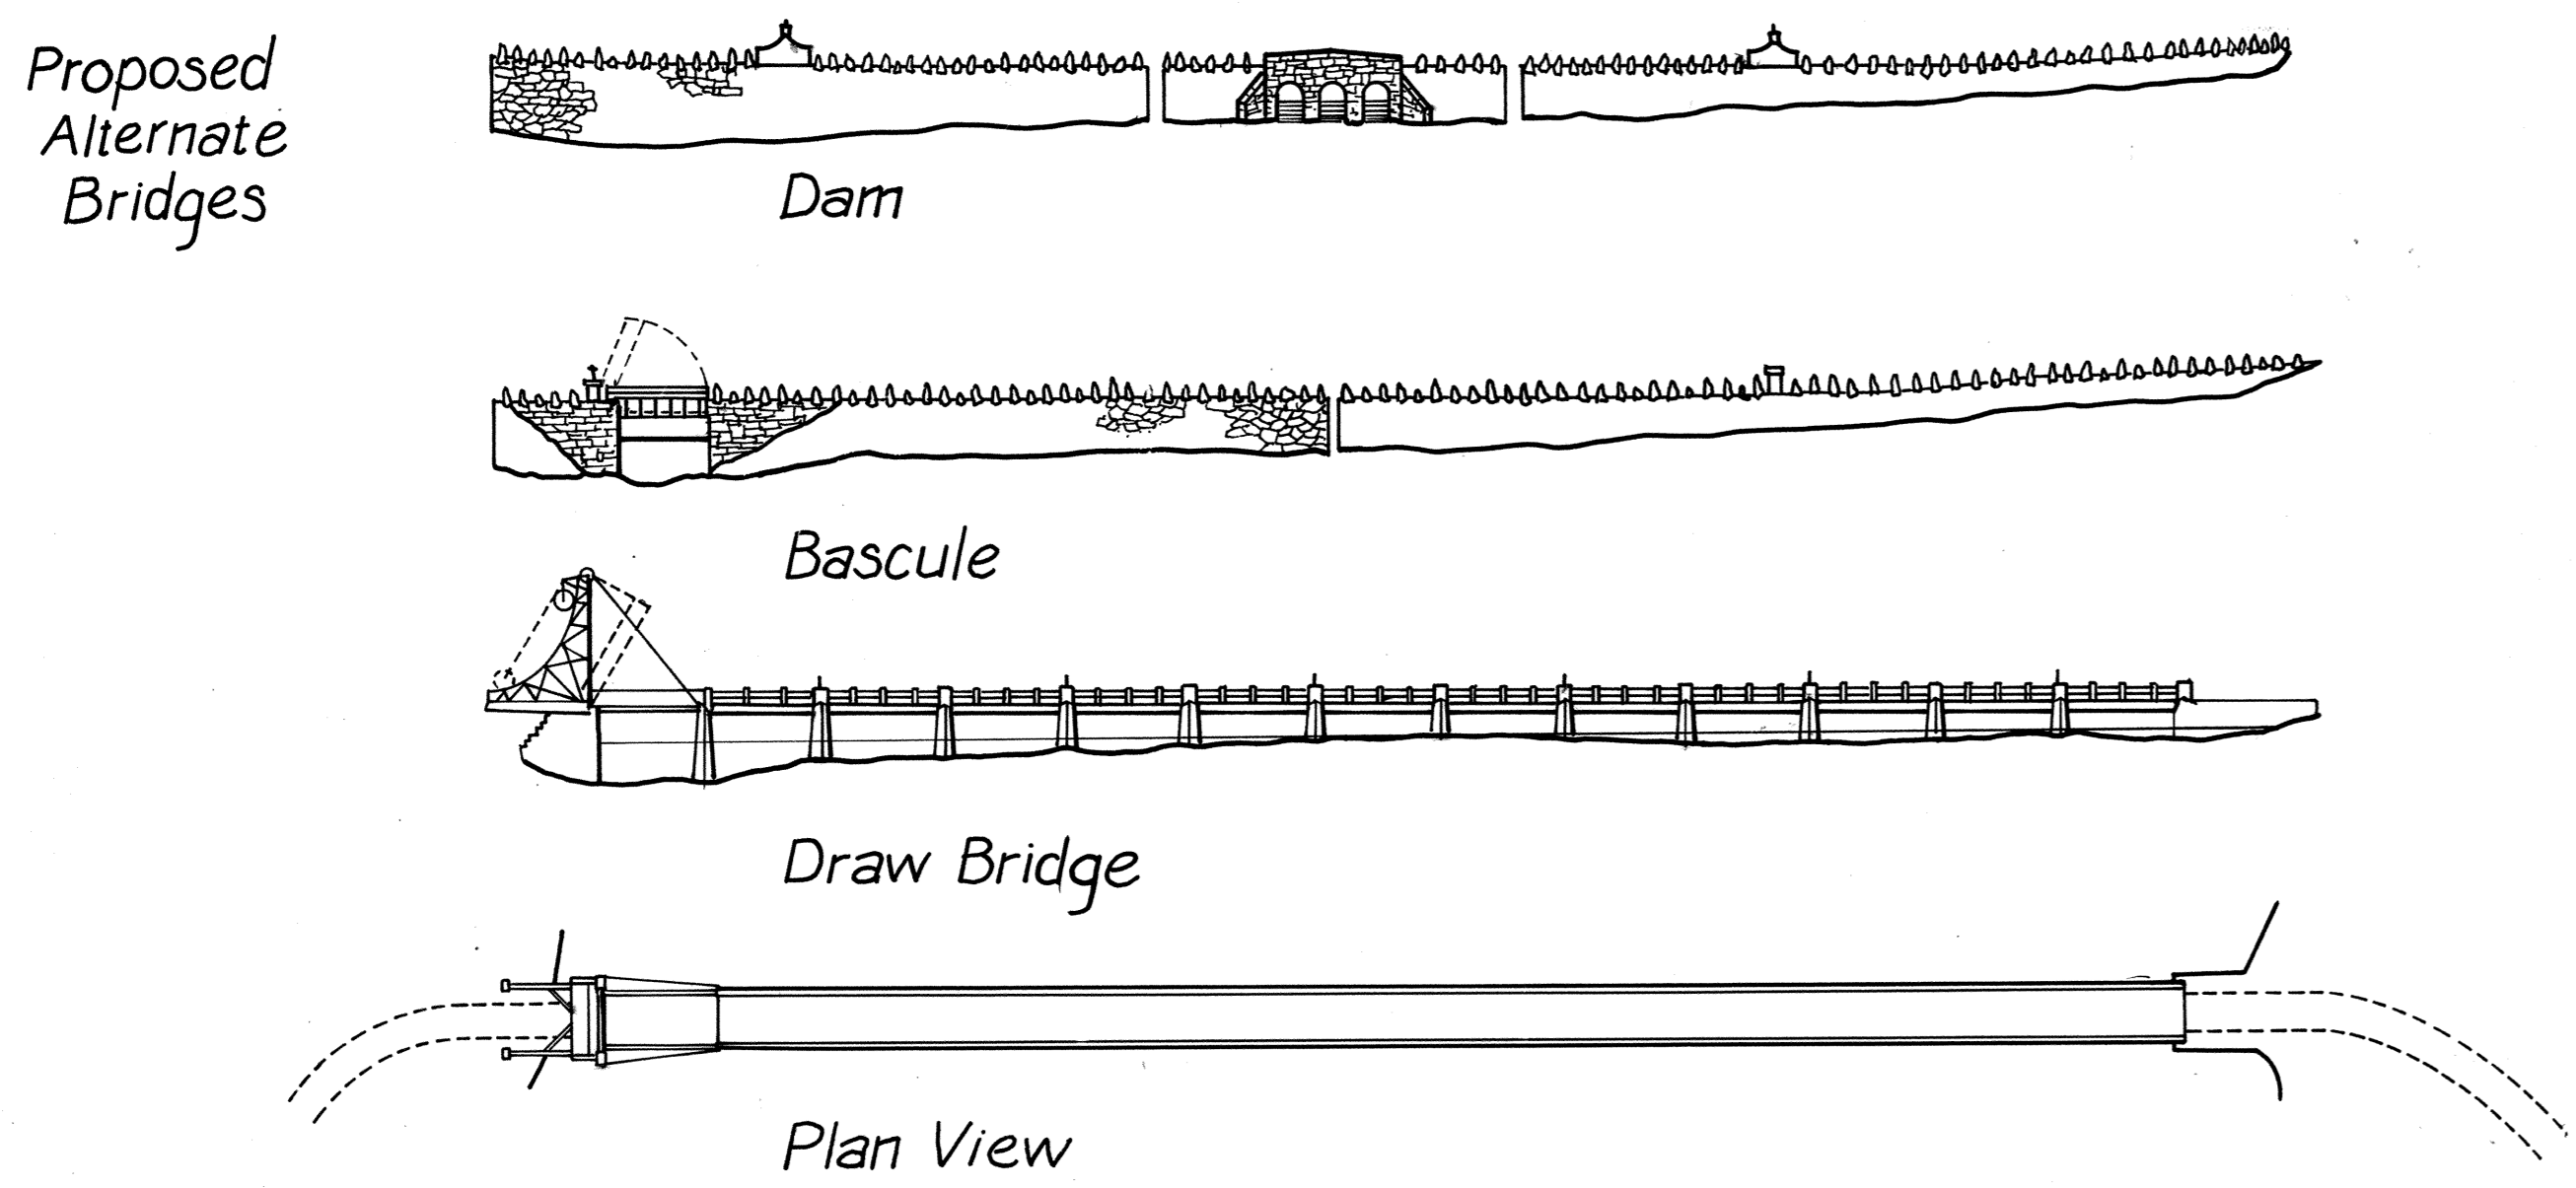 Proposed
Alternate
Bridges
Dam
Bascule
Draw Bridge
Plan View